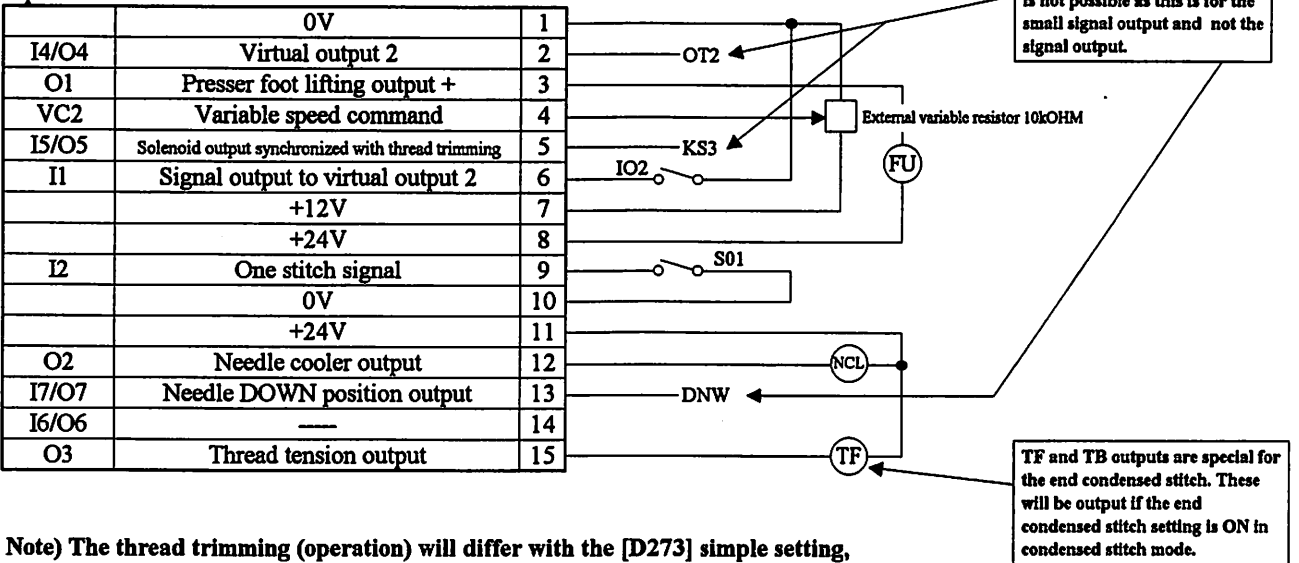 is not possible as this is for the
small signal output and not the
signal output.
0V 1
I4/O4 Virtual output 2 2 OT2
O1 Presser foot lifting output + 3
VC2 Variable speed command 4 External variable resistor 10kOHM
I5/O5 Solenoid output synchronized with thread trimming 5 KS3
FU
I1 Signal output to virtual output 2 6 IO2
+12V 7
+24V 8
I2 One stitch signal 9 S01
0V 10
+24V 11
O2 Needle cooler output 12 NCL
I7/O7 Needle DOWN position output 13 DNW
I6/O6 ----- 14
O3 Thread tension output 15 TF
TF and TB outputs are special for
the end condensed stitch. These
will be output if the end
condensed stitch setting is ON in
condensed stitch mode.
Note) The thread trimming (operation) will differ with the [D273] simple setting,